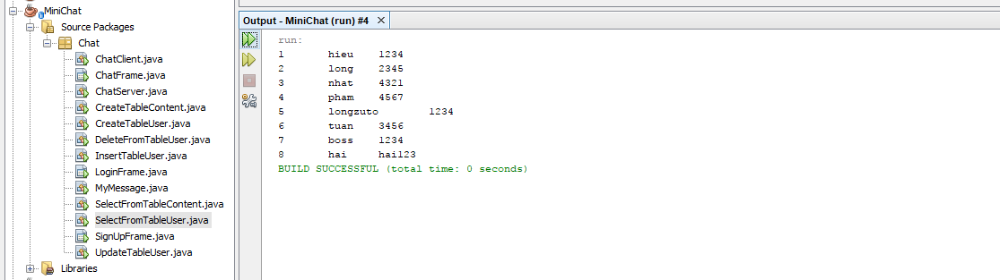 MiniChat
Source Packages
Chat
ChatClient.java
ChatFrame.java
ChatServer.java
CreateTableContent.java
CreateTableUser.java
DeleteFromTableUser.java
InsertTableUser.java
LoginFrame.java
MyMessage.java
SelectFromTableContent.java
SelectFromTableUser.java
SignUpFrame.java
UpdateTableUser.java
Libraries
Output - MiniChat (run) #4
run:
1 hieu 1234
2 long 2345
3 nhat 4321
4 pham 4567
5 longzuto 1234
6 tuan 3456
7 boss 1234
8 hai hai123
BUILD SUCCESSFUL (total time: 0 seconds)